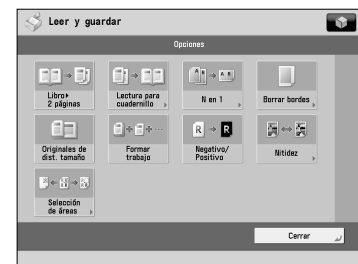 Leer y guardar
Opciones
Libro▸
2 páginas
Lectura para
cuadernillo
N en 1
Borrar bordes
Originales de
dist. tamaño
Formar
trabajo
Negativo/
Positivo
Nitidez
Selección
de áreas
Cerrar